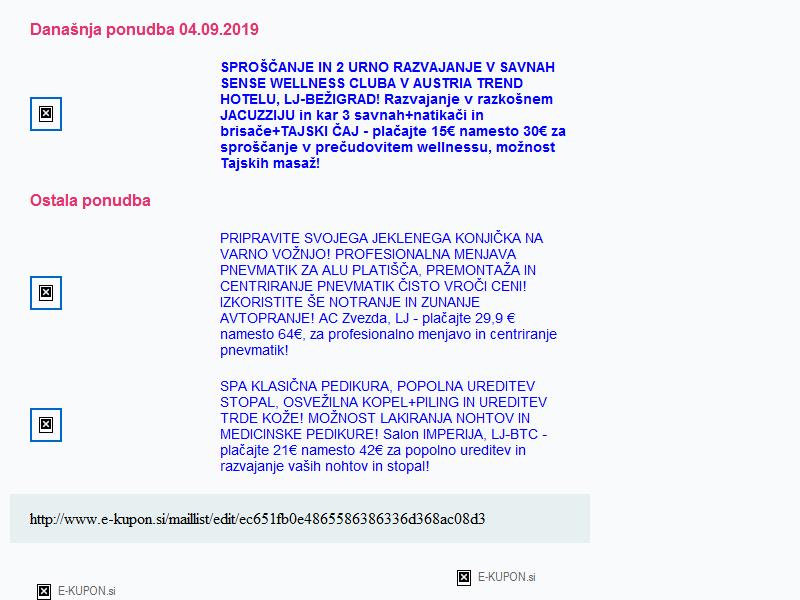 Današnja ponudba 04.09.2019
SPROŠČANJE IN 2 URNO RAZVAJANJE V SAVNAH
SENSE WELLNESS CLUBA V AUSTRIA TREND
HOTELU, LJ-BEŽIGRAD! Razvajanje v razkošnem
JACUZZIJU in kar 3 savnah+natikači in
brisače+TAJSKI ČAJ - plačajte 15€ namesto 30€ za
sproščanje v prečudovitem wellnessu, možnost
Tajskih masaž!
Ostala ponudba
PRIPRAVITE SVOJEGA JEKLENEGA KONJIČKA NA
VARNO VOŽNJO! PROFESIONALNA MENJAVA
PNEVMATIK ZA ALU PLATIŠČA, PREMONTAŽA IN
CENTRIRANJE PNEVMATIK ČISTO VROČI CENI!
IZKORISTITE ŠE NOTRANJE IN ZUNANJE
AVTOPRANJE! AC Zvezda, LJ - plačajte 29,9 €
namesto 64€, za profesionalno menjavo in centriranje
pnevmatik!
SPA KLASIČNA PEDIKURA, POPOLNA UREDITEV
STOPAL, OSVEŽILNA KOPEL+PILING IN UREDITEV
TRDE KOŽE! MOŽNOST LAKIRANJA NOHTOV IN
MEDICINSKE PEDIKURE! Salon IMPERIJA, LJ-BTC -
plačajte 21€ namesto 42€ za popolno ureditev in
razvajanje vaših nohtov in stopal!
http://www.e-kupon.si/maillist/edit/ec651fb0e4865586386336d368ac08d3
E-KUPON.si
E-KUPON.si